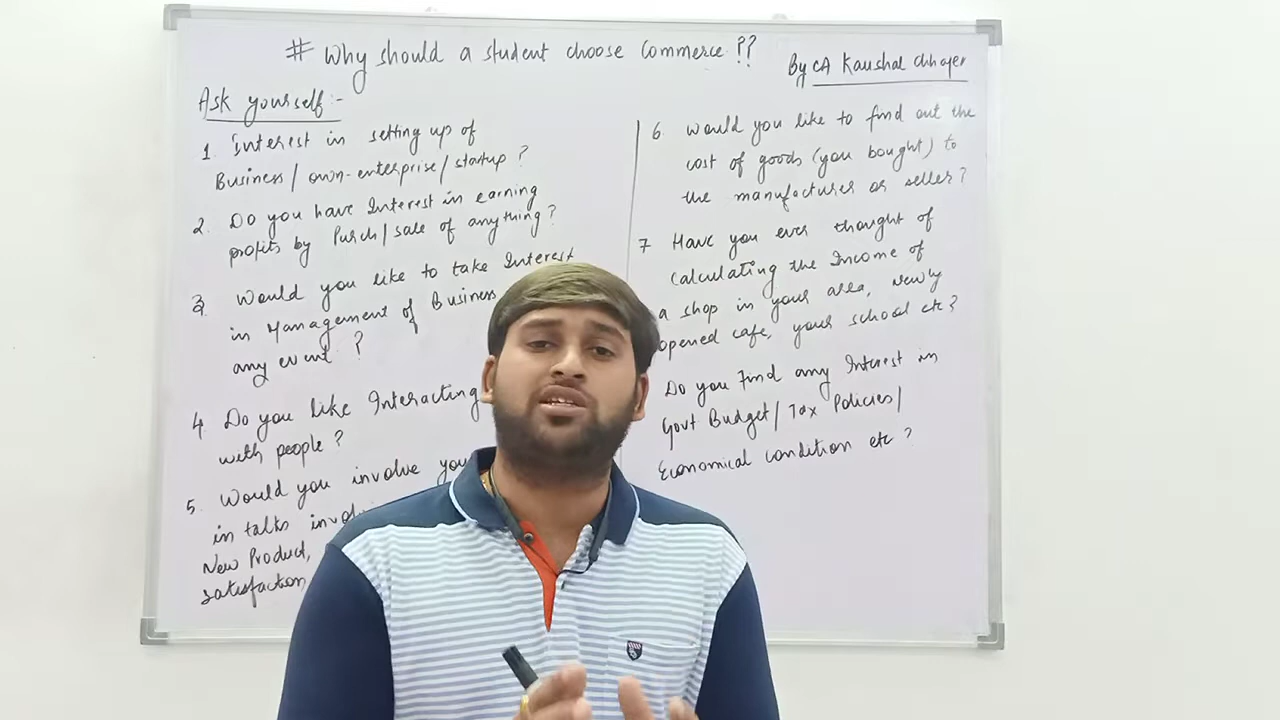 # Why should a student choose Commerce ??
By CA Kaushal Chhajer
Ask yourself :-
1. Interest in setting up of
Business / own-enterprise / startup ?
2. Do you have Interest in earning
profits by Purch / sale of anything ?
3. Would you like to take Interest
in Management of Business
any event ?
4. Do you like Interacting
with people ?
5. Would you involve
in talks
New Product,
satisfaction,
6. Would you like to find out the
cost of goods (you bought) to
the manufacturer or seller ?
7 Have you ever thought of
calculating the Income of
a shop in your area, newly
opened cafe, your school etc ?
Do you Find any Interest in
Govt Budget / Tax Policies /
Economical condition etc ?